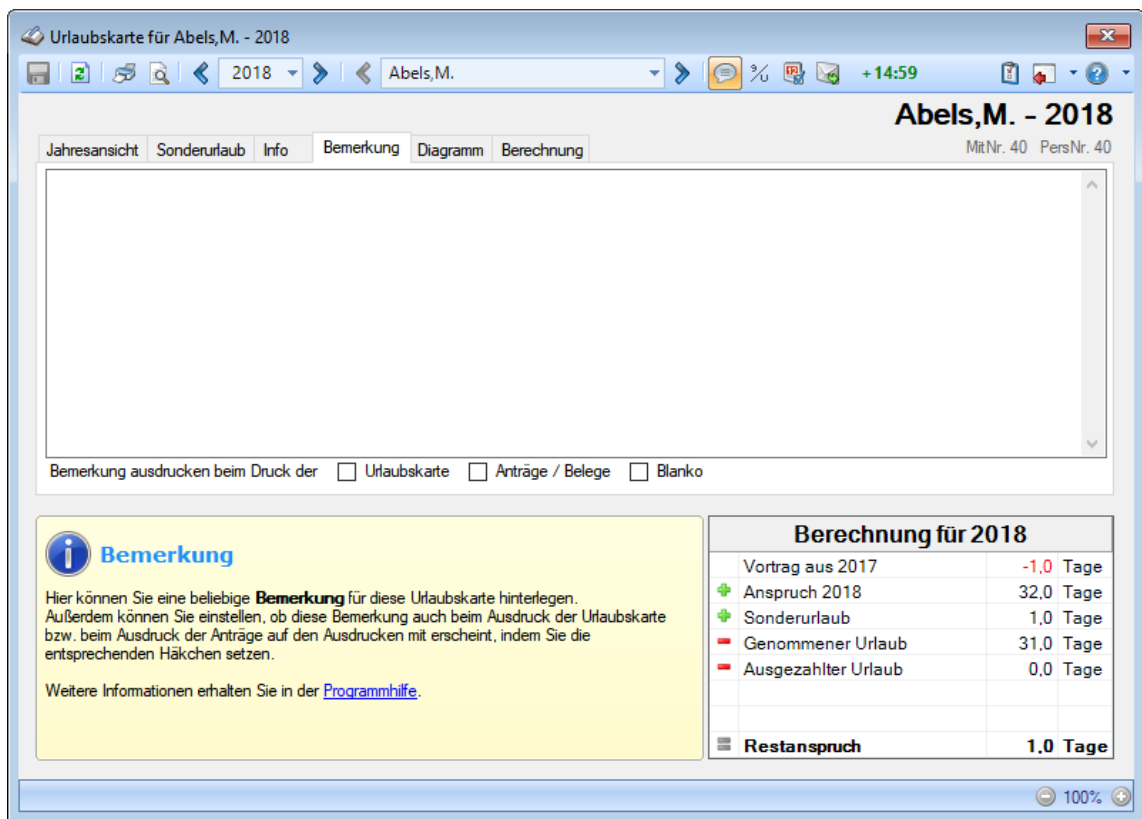 Urlaubskarte für Abels,M. - 2018
2018
Abels,M.
+14:59
Abels,M. - 2018
MitNr. 40 PersNr. 40
Jahresansicht Sonderurlaub Info Bemerkung Diagramm Berechnung
Bemerkung ausdrucken beim Druck der Urlaubskarte Anträge / Belege Blanko
Bemerkung
Hier können Sie eine beliebige Bemerkung für diese Urlaubskarte hinterlegen.
Außerdem können Sie einstellen, ob diese Bemerkung auch beim Ausdruck der Urlaubskarte
bzw. beim Ausdruck der Anträge auf den Ausdrucken mit erscheint, indem Sie die
entsprechenden Häkchen setzen.
Weitere Informationen erhalten Sie in der Programmhilfe.
Berechnung für 2018
Vortrag aus 2017 -1,0 Tage
Anspruch 2018 32,0 Tage
Sonderurlaub 1,0 Tage
Genommener Urlaub 31,0 Tage
Ausgezahlter Urlaub 0,0 Tage
Restanspruch 1,0 Tage
100%